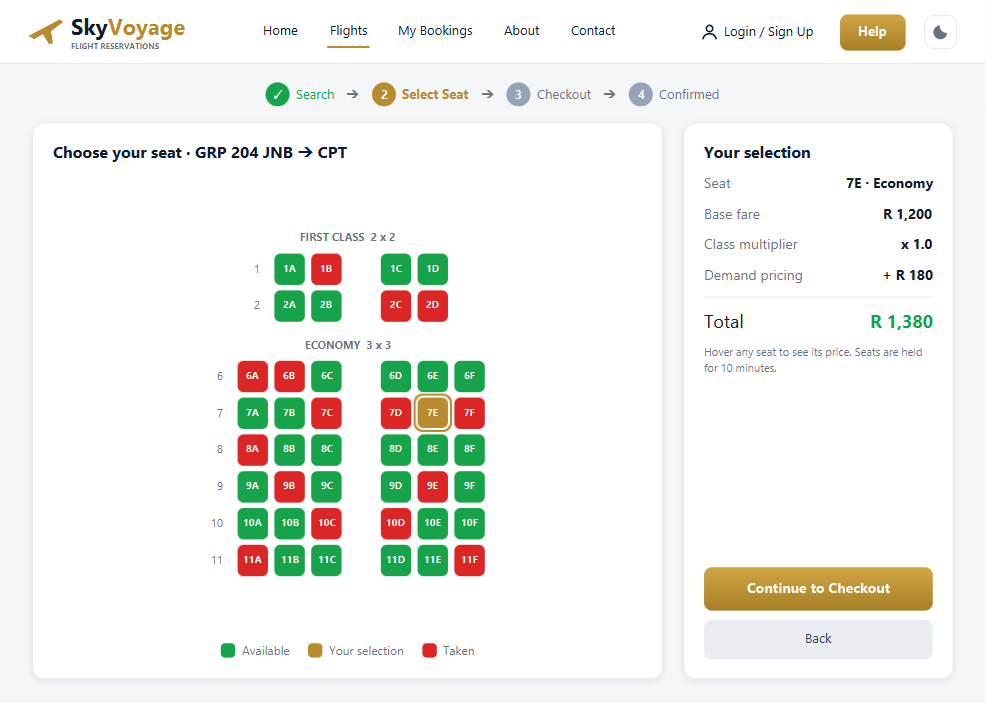 SkyVoyage
FLIGHT RESERVATIONS
Home Flights My Bookings About Contact
Login / Sign Up
Help
✓ Search → 2 Select Seat → 3 Checkout → 4 Confirmed
Choose your seat · GRP 204 JNB → CPT
FIRST CLASS 2 x 2
1 1A 1B 1C 1D
2 2A 2B 2C 2D
ECONOMY 3 x 3
6 6A 6B 6C 6D 6E 6F
7 7A 7B 7C 7D 7E 7F
8 8A 8B 8C 8D 8E 8F
9 9A 9B 9C 9D 9E 9F
10 10A 10B 10C 10D 10E 10F
11 11A 11B 11C 11D 11E 11F
Available Your selection Taken
Your selection
Seat 7E · Economy
Base fare R 1,200
Class multiplier x 1.0
Demand pricing + R 180
Total R 1,380
Hover any seat to see its price. Seats are held
for 10 minutes.
Continue to Checkout
Back